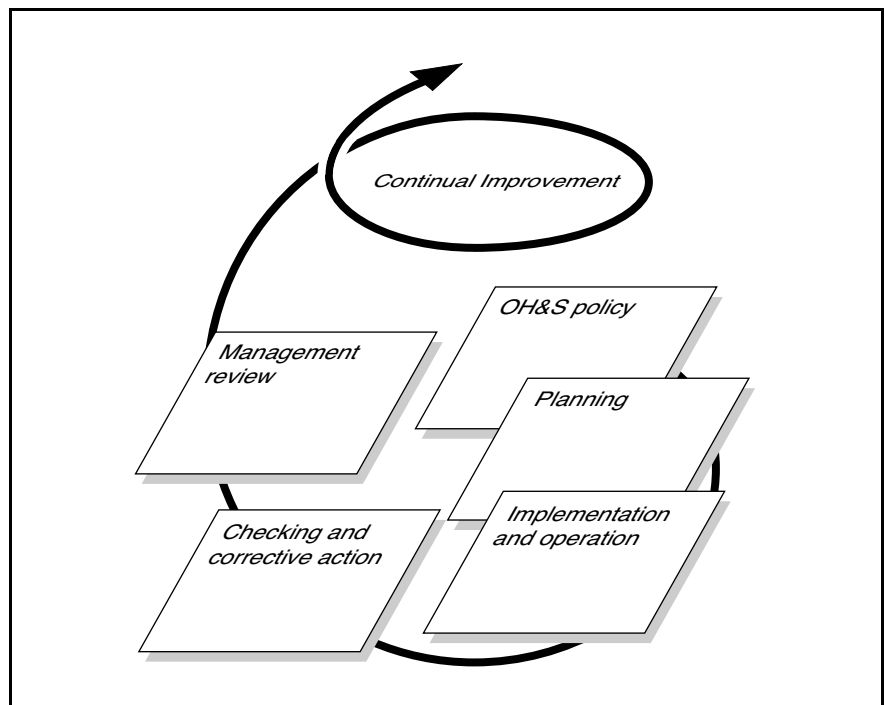 Continual Improvement
OH&S policy
Management
review
Planning
Implementation
and operation
Checking and
corrective action